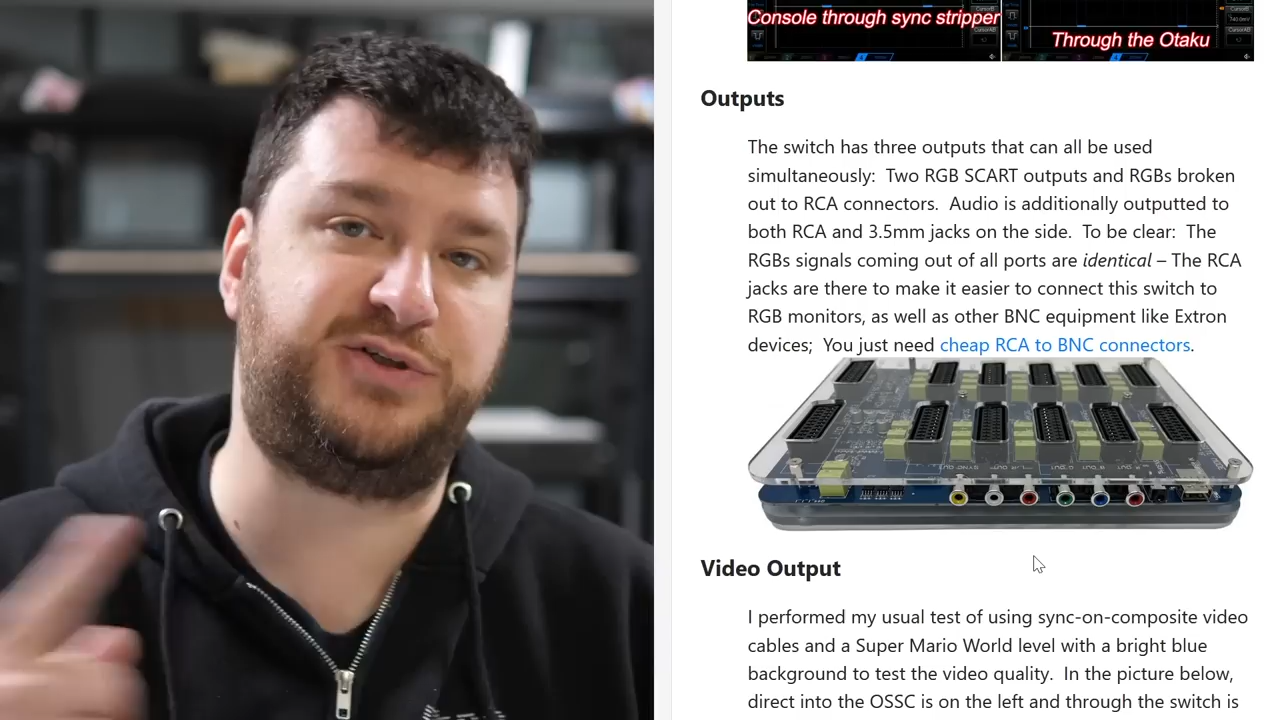 Console through sync stripper
Through the Otaku
Outputs
The switch has three outputs that can all be used
simultaneously:  Two RGB SCART outputs and RGBs broken
out to RCA connectors.  Audio is additionally outputted to
both RCA and 3.5mm jacks on the side.  To be clear:  The
RGBs signals coming out of all ports are identical – The RCA
jacks are there to make it easier to connect this switch to
RGB monitors, as well as other BNC equipment like Extron
devices;  You just need cheap RCA to BNC connectors.
Video Output
I performed my usual test of using sync-on-composite video
cables and a Super Mario World level with a bright blue
background to test the video quality.  In the picture below,
direct into the OSSC is on the left and through the switch is